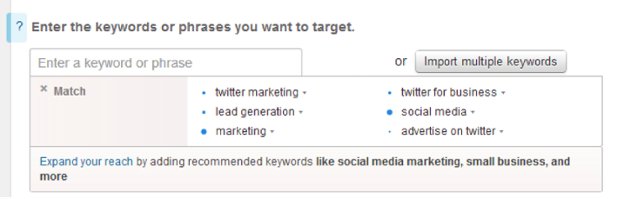 ? Enter the keywords or phrases you want to target.
Enter a keyword or phrase or Import multiple keywords
× Match twitter marketing twitter for business
lead generation social media
marketing advertise on twitter
Expand your reach by adding recommended keywords like social media marketing, small business, and
more